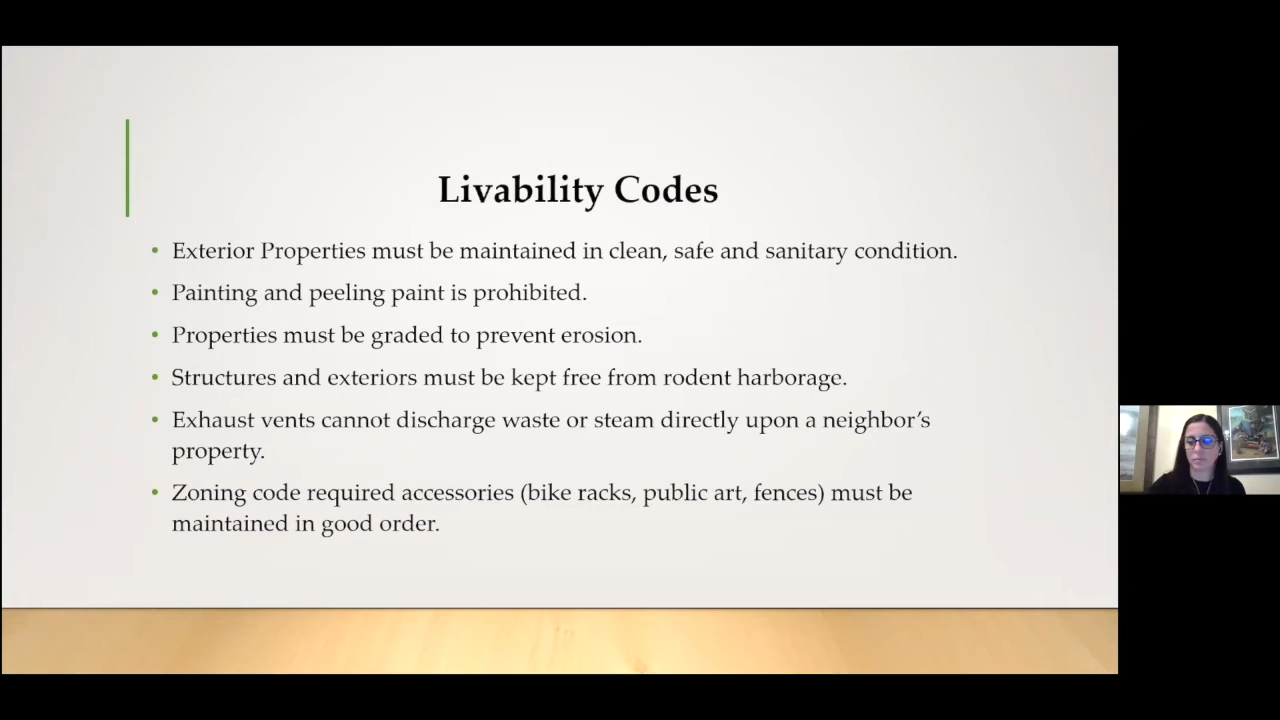 Livability Codes
• Exterior Properties must be maintained in clean, safe and sanitary condition.
• Painting and peeling paint is prohibited.
• Properties must be graded to prevent erosion.
• Structures and exteriors must be kept free from rodent harborage.
• Exhaust vents cannot discharge waste or steam directly upon a neighbor’s
property.
• Zoning code required accessories (bike racks, public art, fences) must be
maintained in good order.